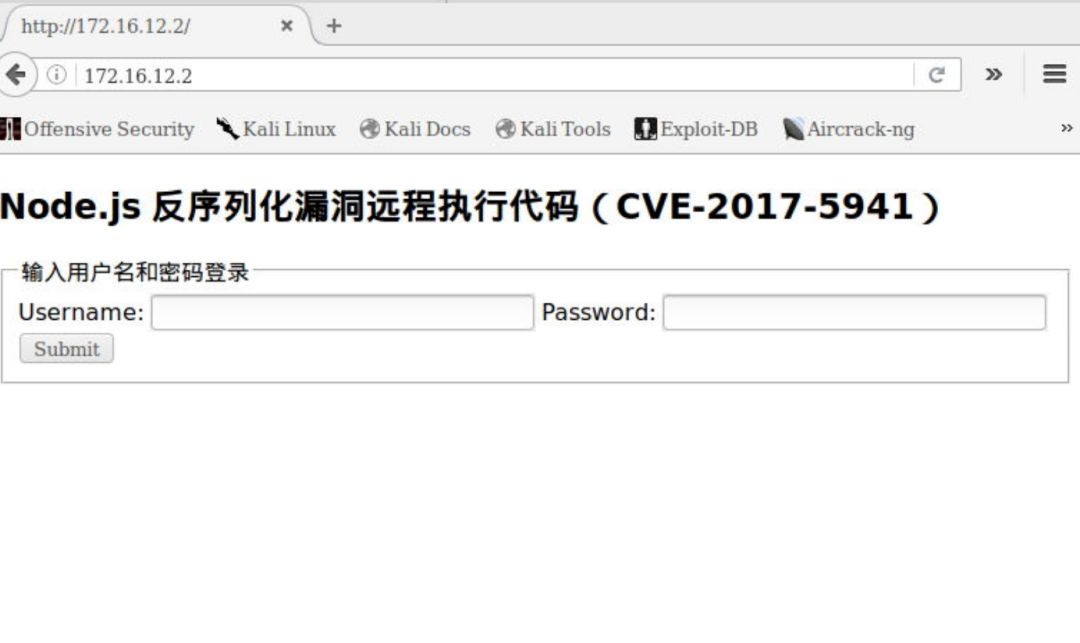 http://172.16.12.2/
172.16.12.2
Offensive Security Kali Linux Kali Docs Kali Tools Exploit-DB Aircrack-ng »
Node.js 反序列化漏洞远程执行代码（CVE-2017-5941）
输入用户名和密码登录
Username: Password:
Submit